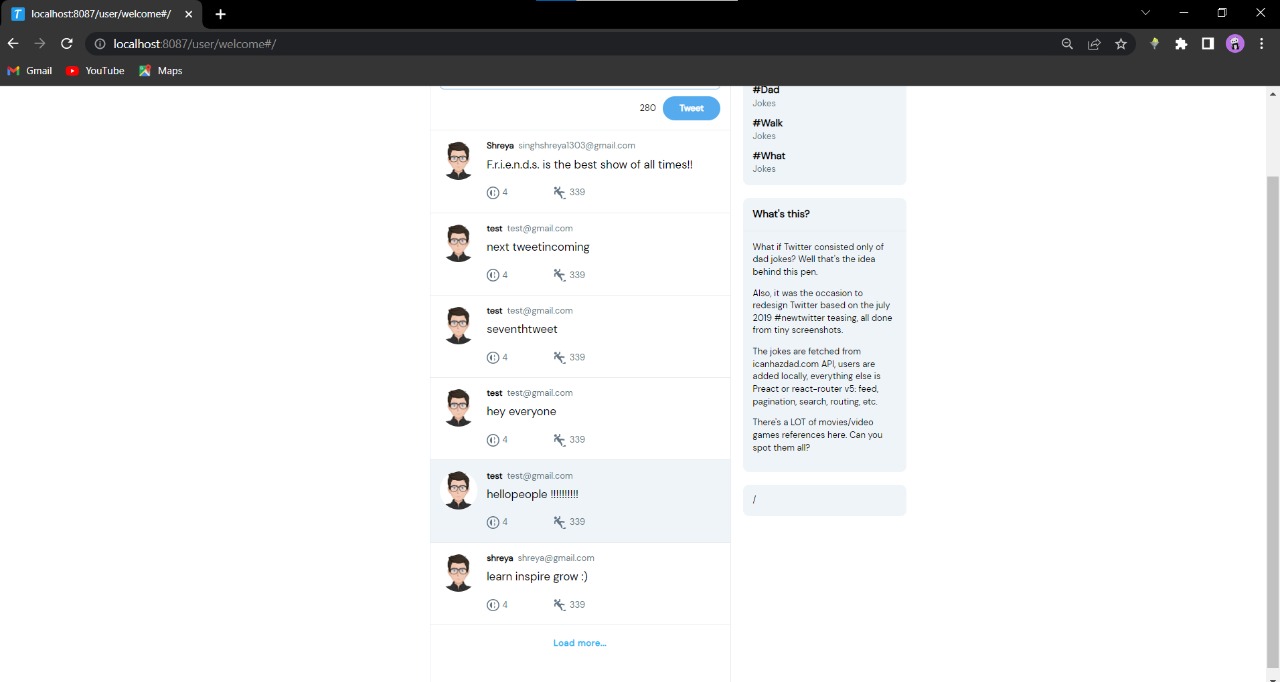 localhost:8087/user/welcome#/
localhost:8087/user/welcome#/
Gmail
YouTube
Maps
280
Tweet
Shreya singhshreya1303@gmail.com
F.r.i.e.n.d.s. is the best show of all times!!
4
339
test test@gmail.com
next tweetincoming
4
339
test test@gmail.com
seventhtweet
4
339
test test@gmail.com
hey everyone
4
339
test test@gmail.com
hellopeople !!!!!!!!!!
4
339
shreya shreya@gmail.com
learn inspire grow :)
4
339
Load more...
#Dad
Jokes
#Walk
Jokes
#What
Jokes
What's this?
What if Twitter consisted only of
dad jokes? Well that's the idea
behind this pen.
Also, it was the occasion to
redesign Twitter based on the july
2019 #newtwitter teasing, all done
from tiny screenshots.
The jokes are fetched from
icanhazdad.com API, users are
added locally, everything else is
Preact or react-router v5: feed,
pagination, search, routing, etc.
There's a LOT of movies/video
games references here. Can you
spot them all?
/